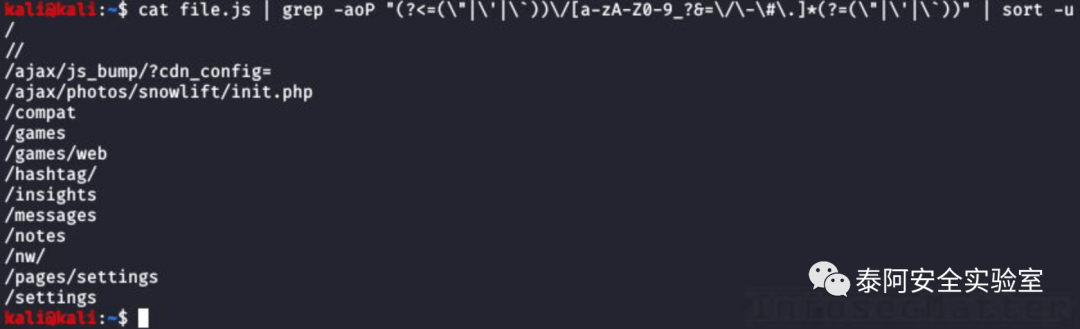 kali@kali:~$ cat file.js | grep -aoP "(?<=(\"|\'|\`))\/[a-zA-Z0-9_?&=\/\-\#\.]*(?=(\"|\'|\`))" | sort -u
/
//
/ajax/js_bump/?cdn_config=
/ajax/photos/snowlift/init.php
/compat
/games
/games/web
/hashtag/
/insights
/messages
/notes
/nw/
/pages/settings
/settings
泰阿安全实验室
InfosecMatter
kali@kali:~$